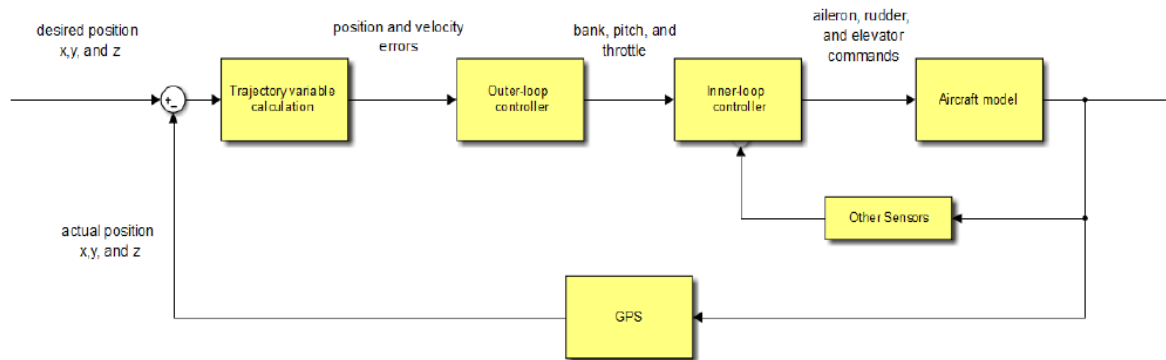 desired position
x,y, and z
position and velocity
errors
bank, pitch, and
throttle
aileron, rudder,
and elevator
commands
+
-
Trajectory variable
calculation
Outer-loop
controller
Inner-loop
controller
Aircraft model
Other Sensors
actual position
x,y, and z
GPS